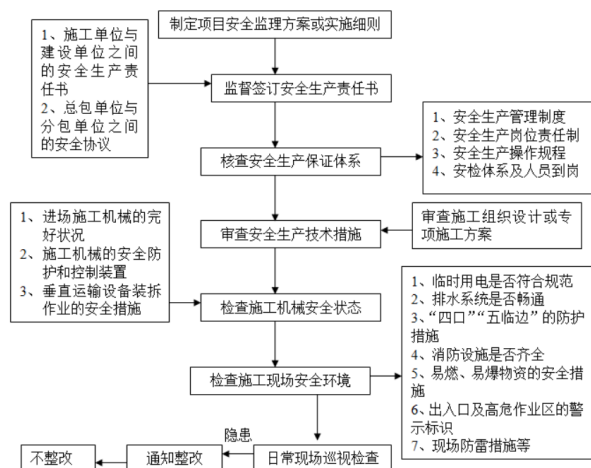 制定项目安全监理方案或实施细则
1、施工单位与
建设单位之间
的安全生产责
任书
2、总包单位与
分包单位之间
的安全协议
监督签订安全生产责任书
核查安全生产保证体系
1、安全生产管理制度
2、安全生产岗位责任制
3、安全生产操作规程
4、安检体系及人员到岗
审查安全生产技术措施
审查施工组织设计或专
项施工方案
1、进场施工机械的完
好状况
2、施工机械的安全防
护和控制装置
3、垂直运输设备装拆
作业的安全措施
检查施工机械安全状态
1、临时用电是否符合规范
2、排水系统是否畅通
3、“四口”“五临边”的防护
措施
4、消防设施是否齐全
5、易燃、易爆物资的安全措
施
6、出入口及高危作业区的警
示标识
7、现场防雷措施等
检查施工现场安全环境
隐患
不整改
通知整改
日常现场巡视检查